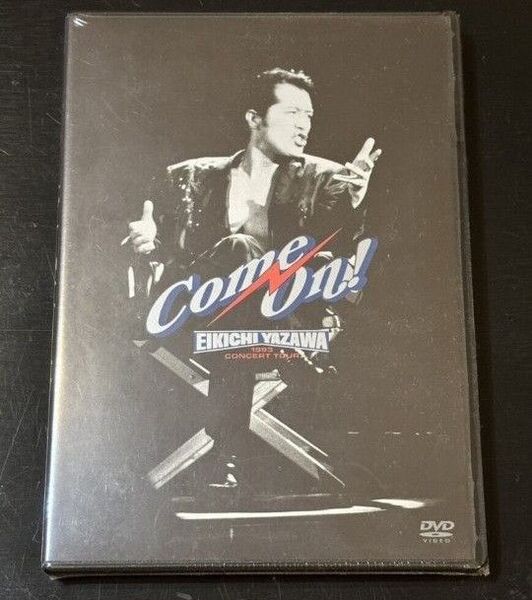 Come On!
EIKICHI YAZAWA
1993
CONCERT TOUR
DVD
VIDEO